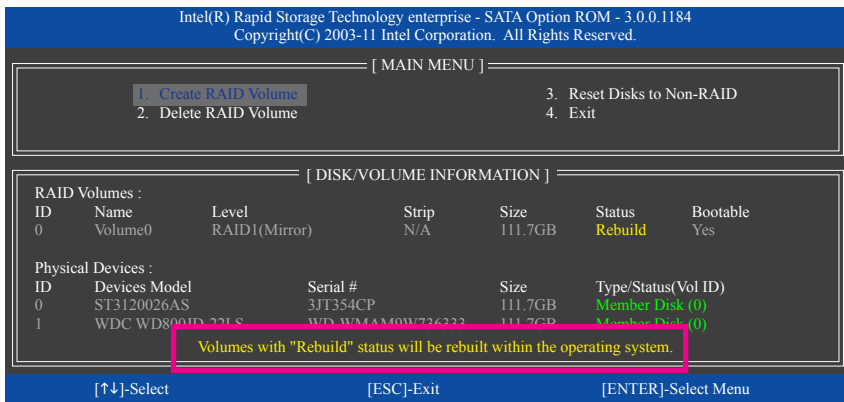 Intel(R) Rapid Storage Technology enterprise - SATA Option ROM - 3.0.0.1184
Copyright(C) 2003-11 Intel Corporation. All Rights Reserved.
[ MAIN MENU ]
1. Create RAID Volume 3. Reset Disks to Non-RAID
2. Delete RAID Volume 4. Exit
[ DISK/VOLUME INFORMATION ]
RAID Volumes :
ID Name Level Strip Size Status Bootable
0 Volume0 RAID1(Mirror) N/A 111.7GB Rebuild Yes
Physical Devices :
ID Devices Model Serial # Size Type/Status(Vol ID)
0 ST3120026AS 3JT354CP 111.7GB Member Disk (0)
1 WDC 111.7GB Member Disk (0)
Volumes with "Rebuild" status will be rebuilt within the operating system.
[↑↓]-Select [ESC]-Exit [ENTER]-Select Menu